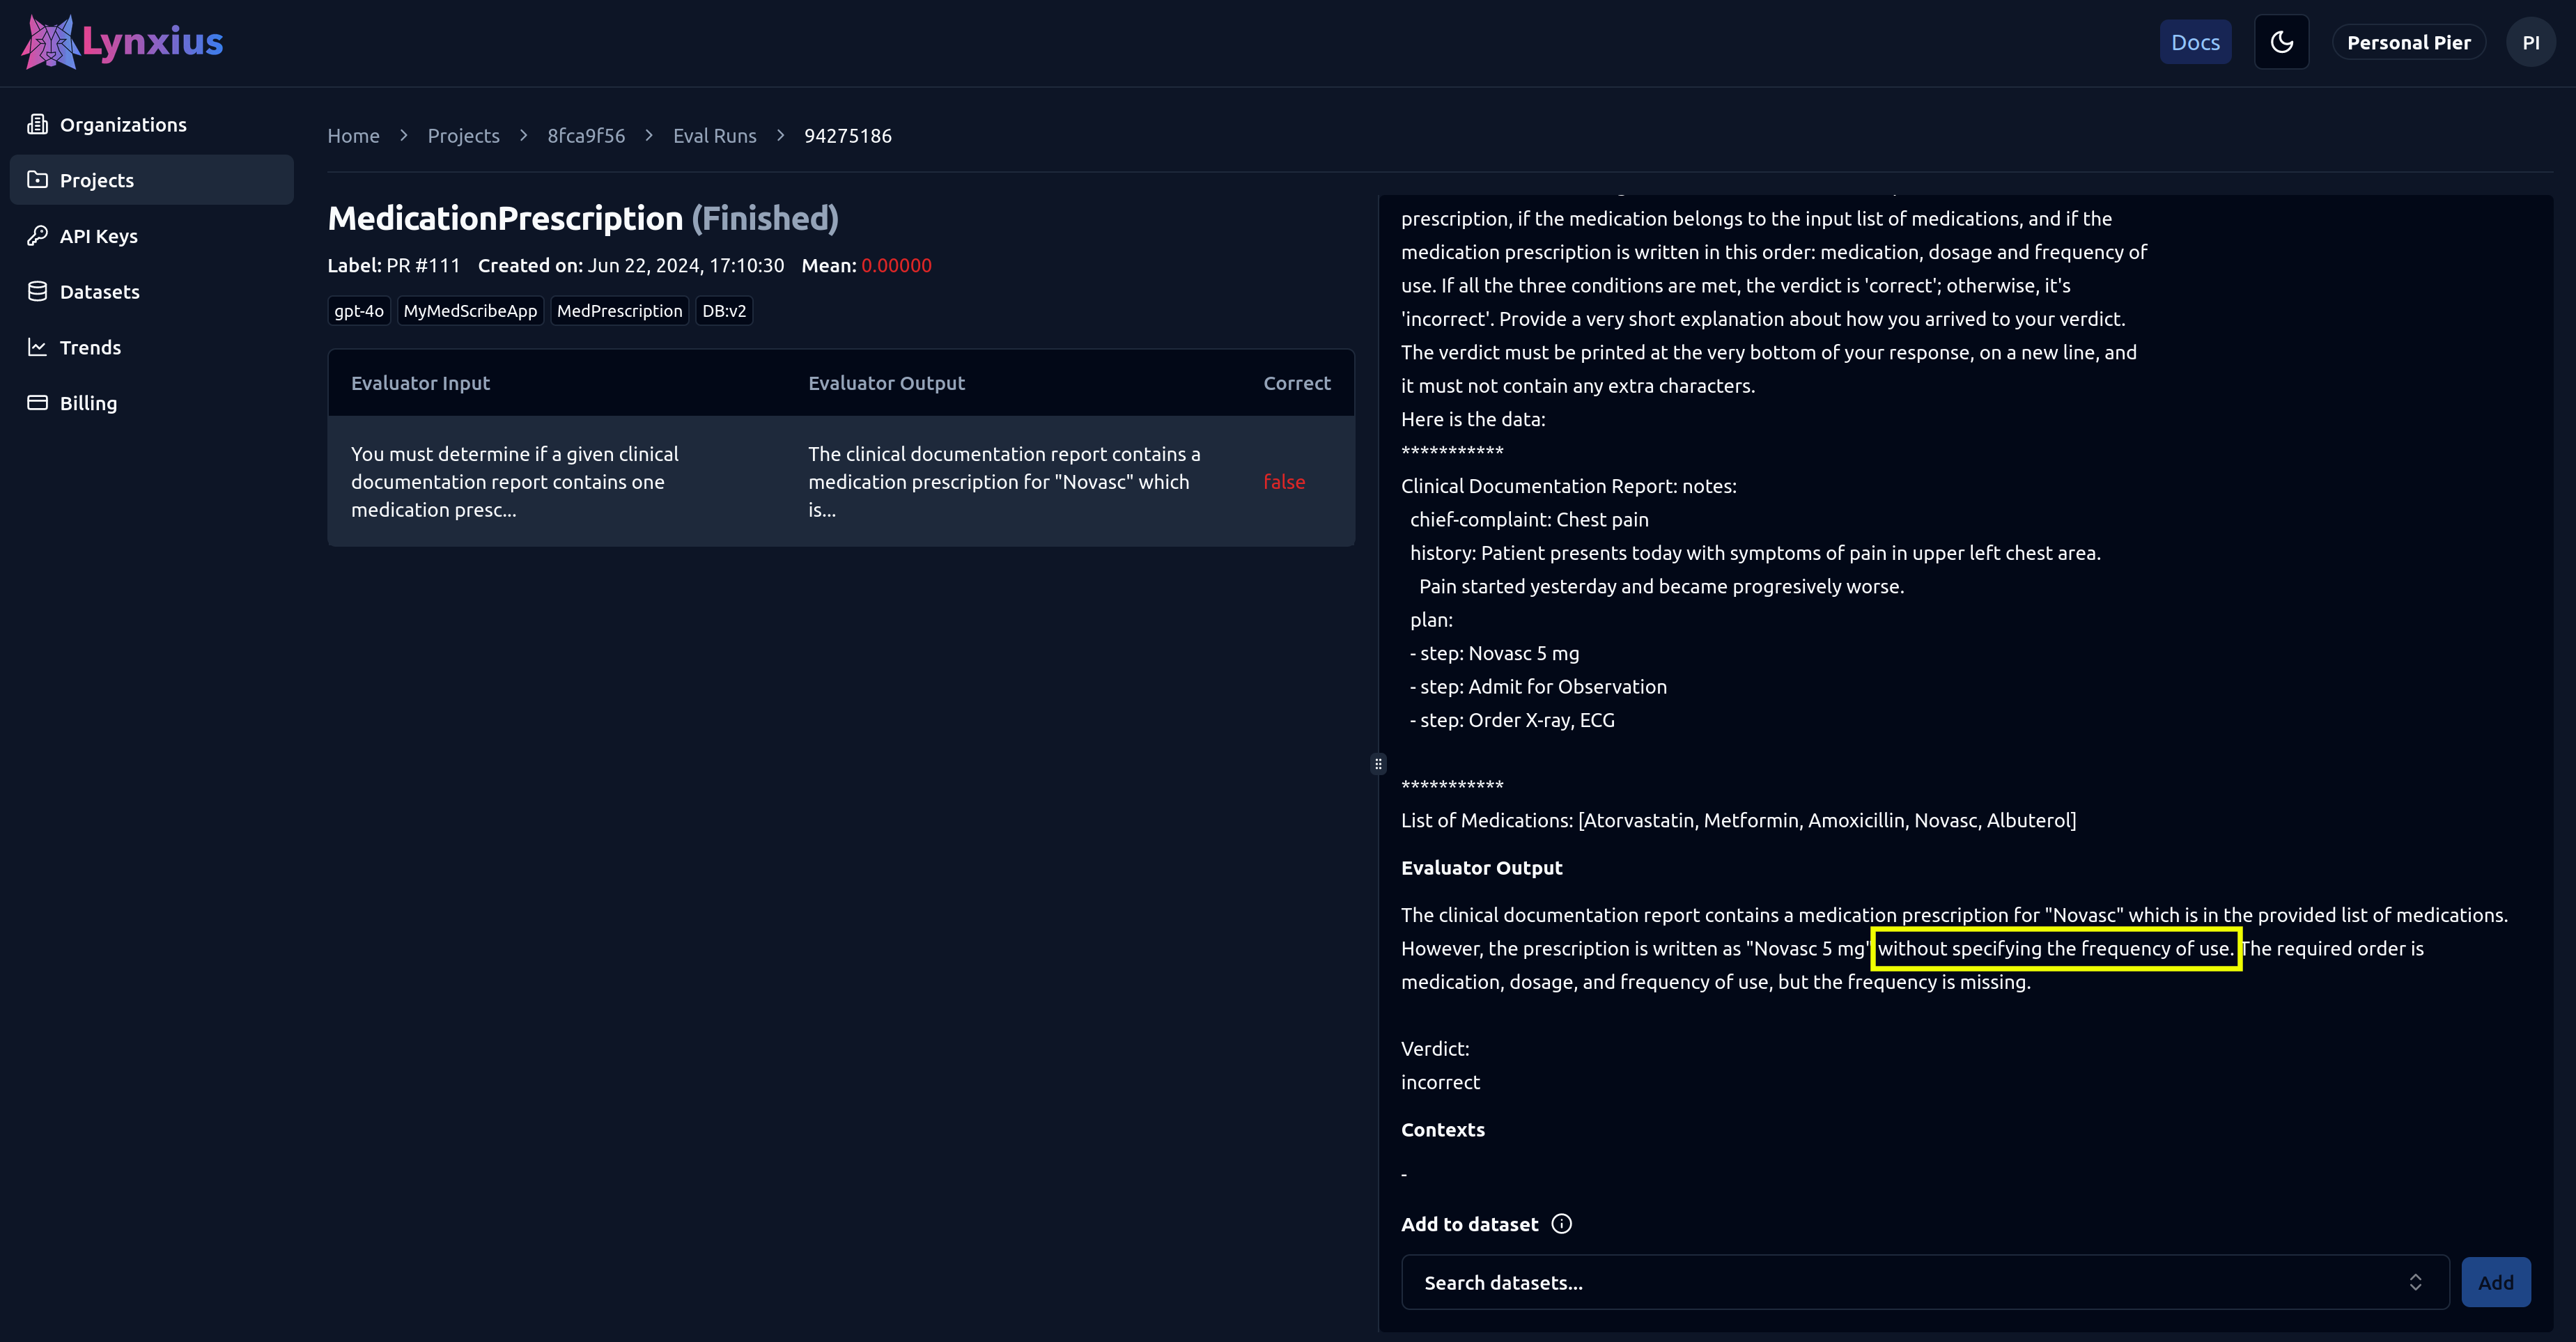 Lynxius
Docs
Personal Pier
PI
Organizations
Projects
API Keys
Datasets
Trends
Billing
Home > Projects > 8fca9f56 > Eval Runs > 94275186
MedicationPrescription (Finished)
Label: PR #111 Created on: Jun 22, 2024, 17:10:30 Mean: 0.00000
gpt-4o MyMedScribeApp MedPrescription DB:v2
Evaluator Input Evaluator Output Correct
You must determine if a given clinical
documentation report contains one
medication presc...
The clinical documentation report contains a
medication prescription for "Novasc" which
is...
false
prescription, if the medication belongs to the input list of medications, and if the
medication prescription is written in this order: medication, dosage and frequency of
use. If all the three conditions are met, the verdict is 'correct'; otherwise, it's
'incorrect'. Provide a very short explanation about how you arrived to your verdict.
The verdict must be printed at the very bottom of your response, on a new line, and
it must not contain any extra characters.
Here is the data:
***********
Clinical Documentation Report: notes:
chief-complaint: Chest pain
history: Patient presents today with symptoms of pain in upper left chest area.
Pain started yesterday and became progresively worse.
plan:
- step: Novasc 5 mg
- step: Admit for Observation
- step: Order X-ray, ECG
***********
List of Medications: [Atorvastatin, Metformin, Amoxicillin, Novasc, Albuterol]
Evaluator Output
The clinical documentation report contains a medication prescription for "Novasc" which is in the provided list of medications.
However, the prescription is written as "Novasc 5 mg" without specifying the frequency of use. The required order is
medication, dosage, and frequency of use, but the frequency is missing.
Verdict:
incorrect
Contexts
-
Add to dataset
Search datasets...
Add